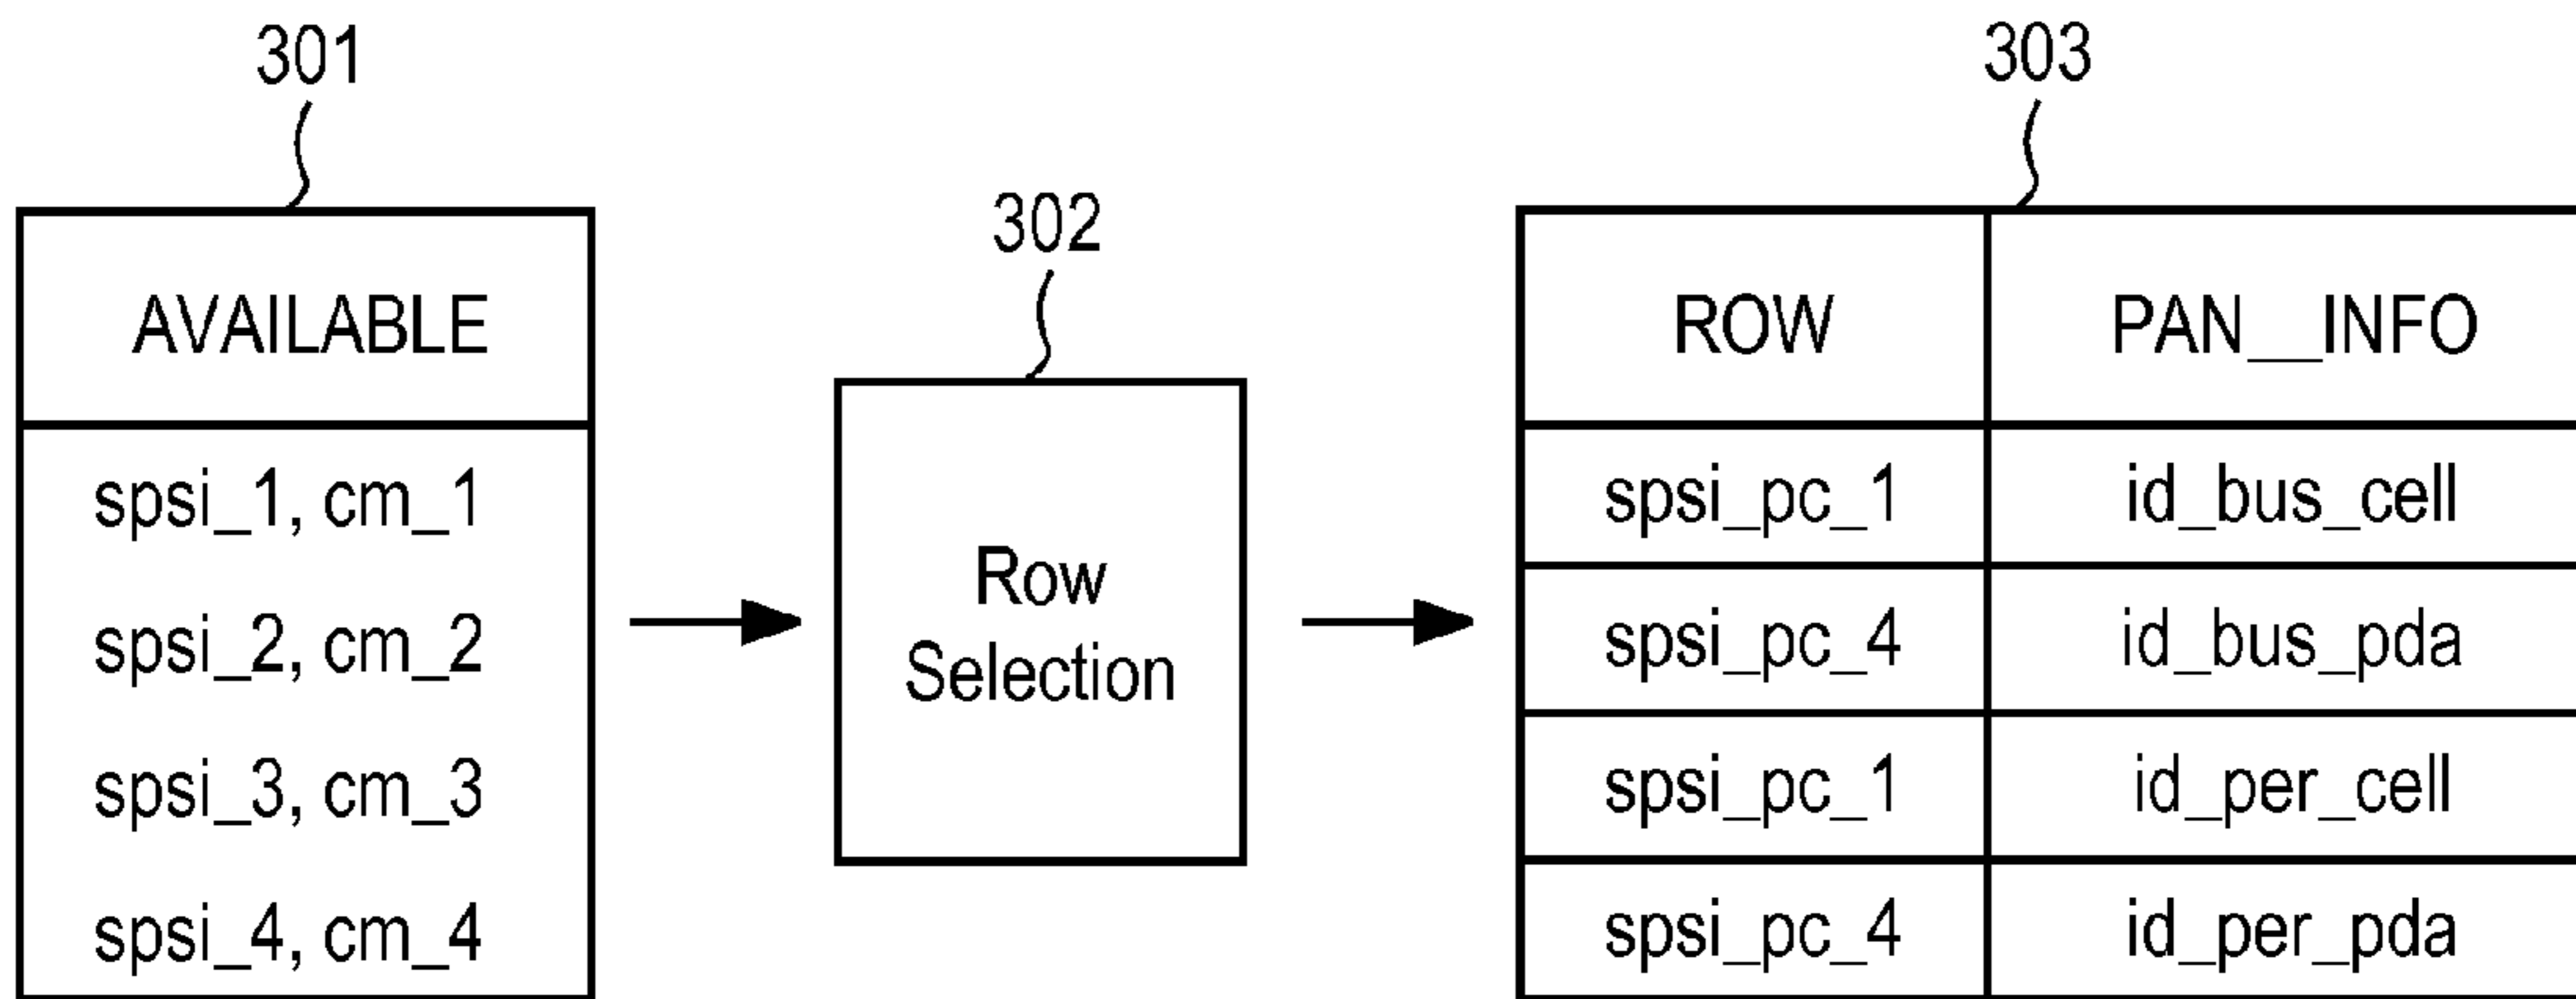 301
302
303
AVAILABLE
spsi_1, cm_1
spsi_2, cm_2
spsi_3, cm_3
spsi_4, cm_4
Row
Selection
ROW PAN__INFO
spsi_pc_1 id_bus_cell
spsi_pc_4 id_bus_pda
spsi_pc_1 id_per_cell
spsi_pc_4 id_per_pda